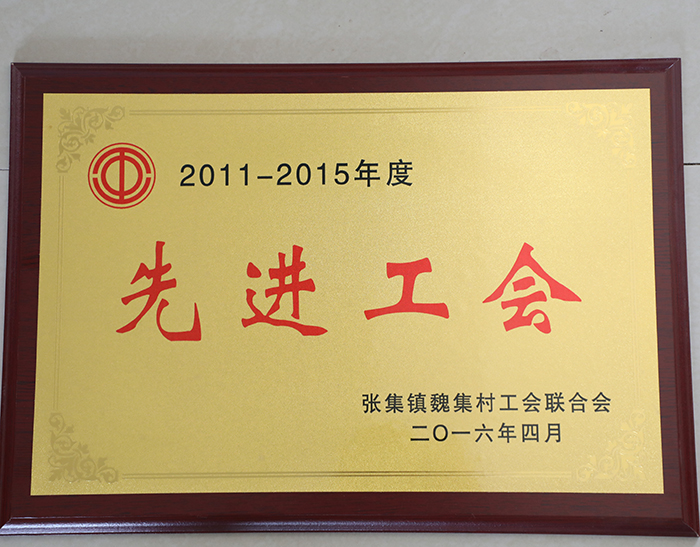 2011-2015年度
先进工会
张集镇魏集村工会联合会
二〇一六年四月